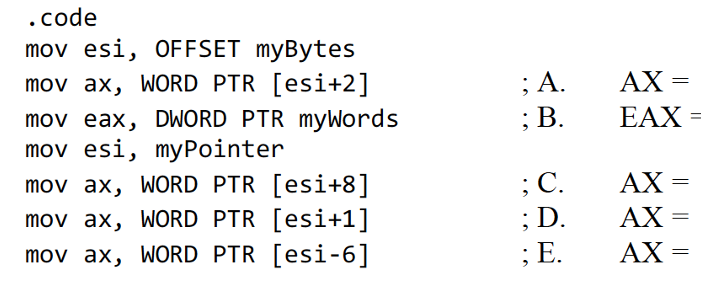 .code
mov esi, OFFSET myBytes
mov ax, WORD PTR [esi+2] ; A. AX =
mov eax, DWORD PTR myWords ; B. EAX =
mov esi, myPointer
mov ax, WORD PTR [esi+8] ; C. AX =
mov ax, WORD PTR [esi+1] ; D. AX =
mov ax, WORD PTR [esi-6] ; E. AX =